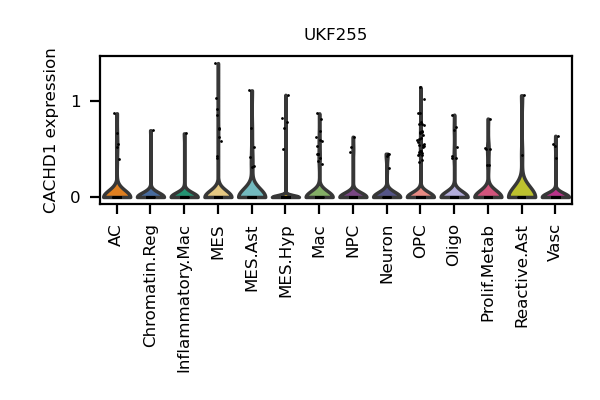 UKF255
CACHD1 expression
1
0
AC
Chromatin.Reg
Inflammatory.Mac
MES
MES.Ast
MES.Hyp
Mac
NPC
Neuron
OPC
Oligo
Prolif.Metab
Reactive.Ast
Vasc